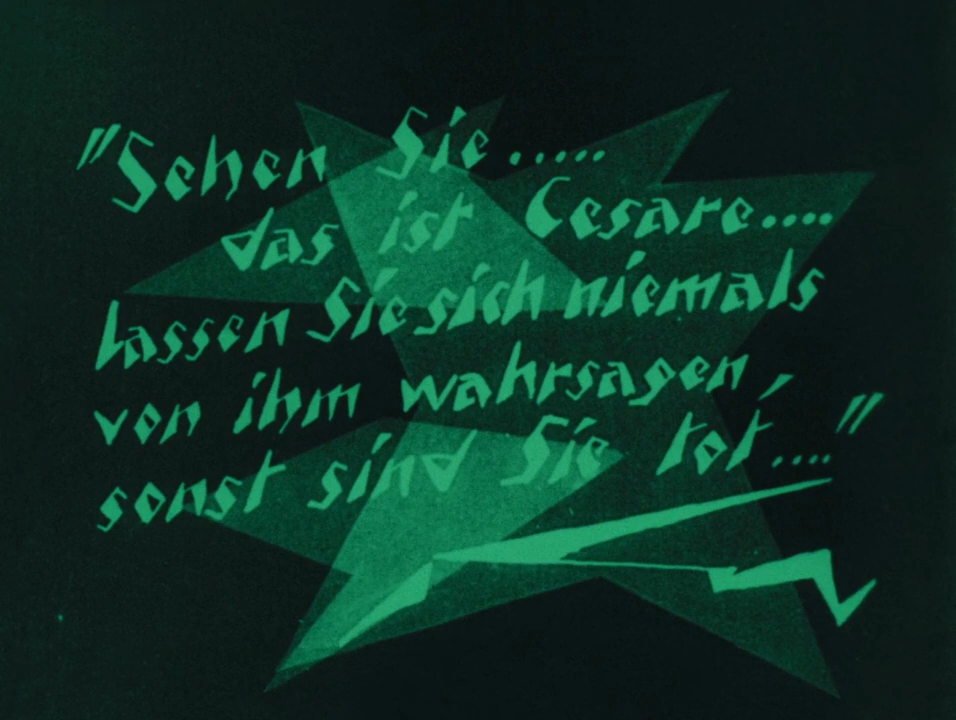 "Sehen Sie.....
das ist Cesare....
lassen Sie sich niemals
von ihm wahrsagen,
sonst sind Sie tot...."